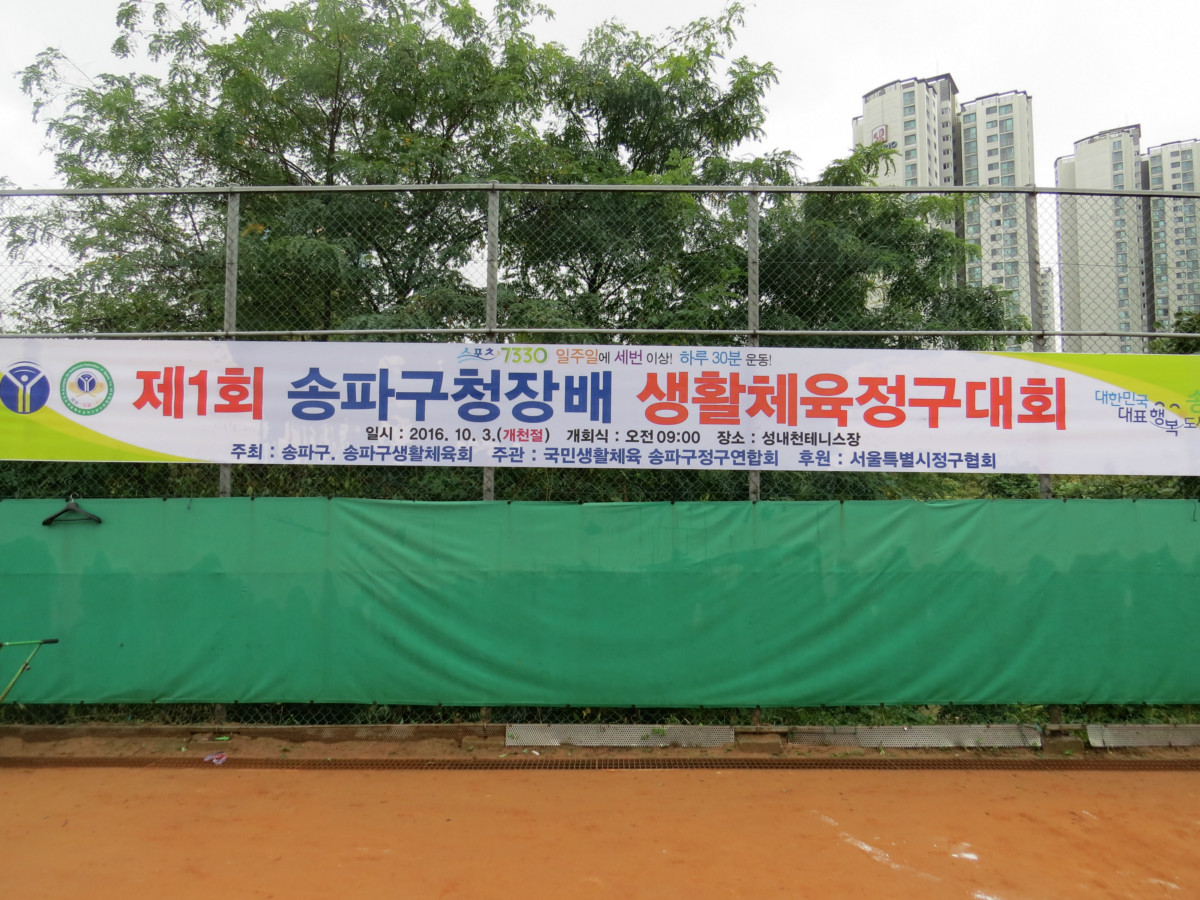 스포츠 7330 일주일에 세번 이상! 하루 30분 운동!
제1회 송파구청장배 생활체육정구대회
일시 : 2016. 10. 3.(개천절) 개회식 : 오전 09:00 장소 : 성내천테니스장
주최 : 송파구. 송파구생활체육회 주관 : 국민생활체육 송파구정구연합회 후원 : 서울특별시정구협회
대한민국
대표 행복